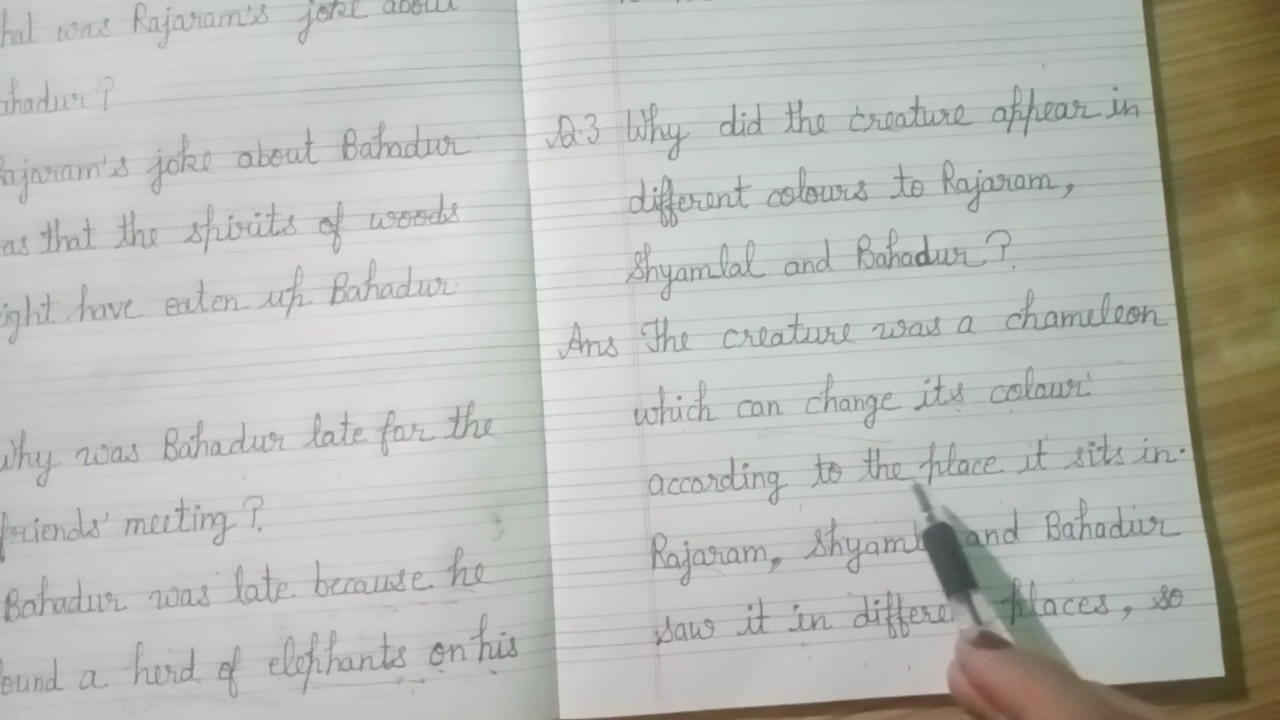 hat was Rajaram's joke about
ahadur?
ajaram's joke about Bahadur
as that the spirits of woods
ight have eaten up Bahadur.
Why was Bahadur late for the
friends' meeting?
Bahadur was late because he
ound a herd of elephants on his
Q.3 Why did the creature appear in
different colours to Rajaram,
Shyamlal and Bahadur?
Ans The creature was a chameleon
which can change its colour
according to the place it sits in.
Rajaram, Shyaml and Bahadur
saw it in differe places, so